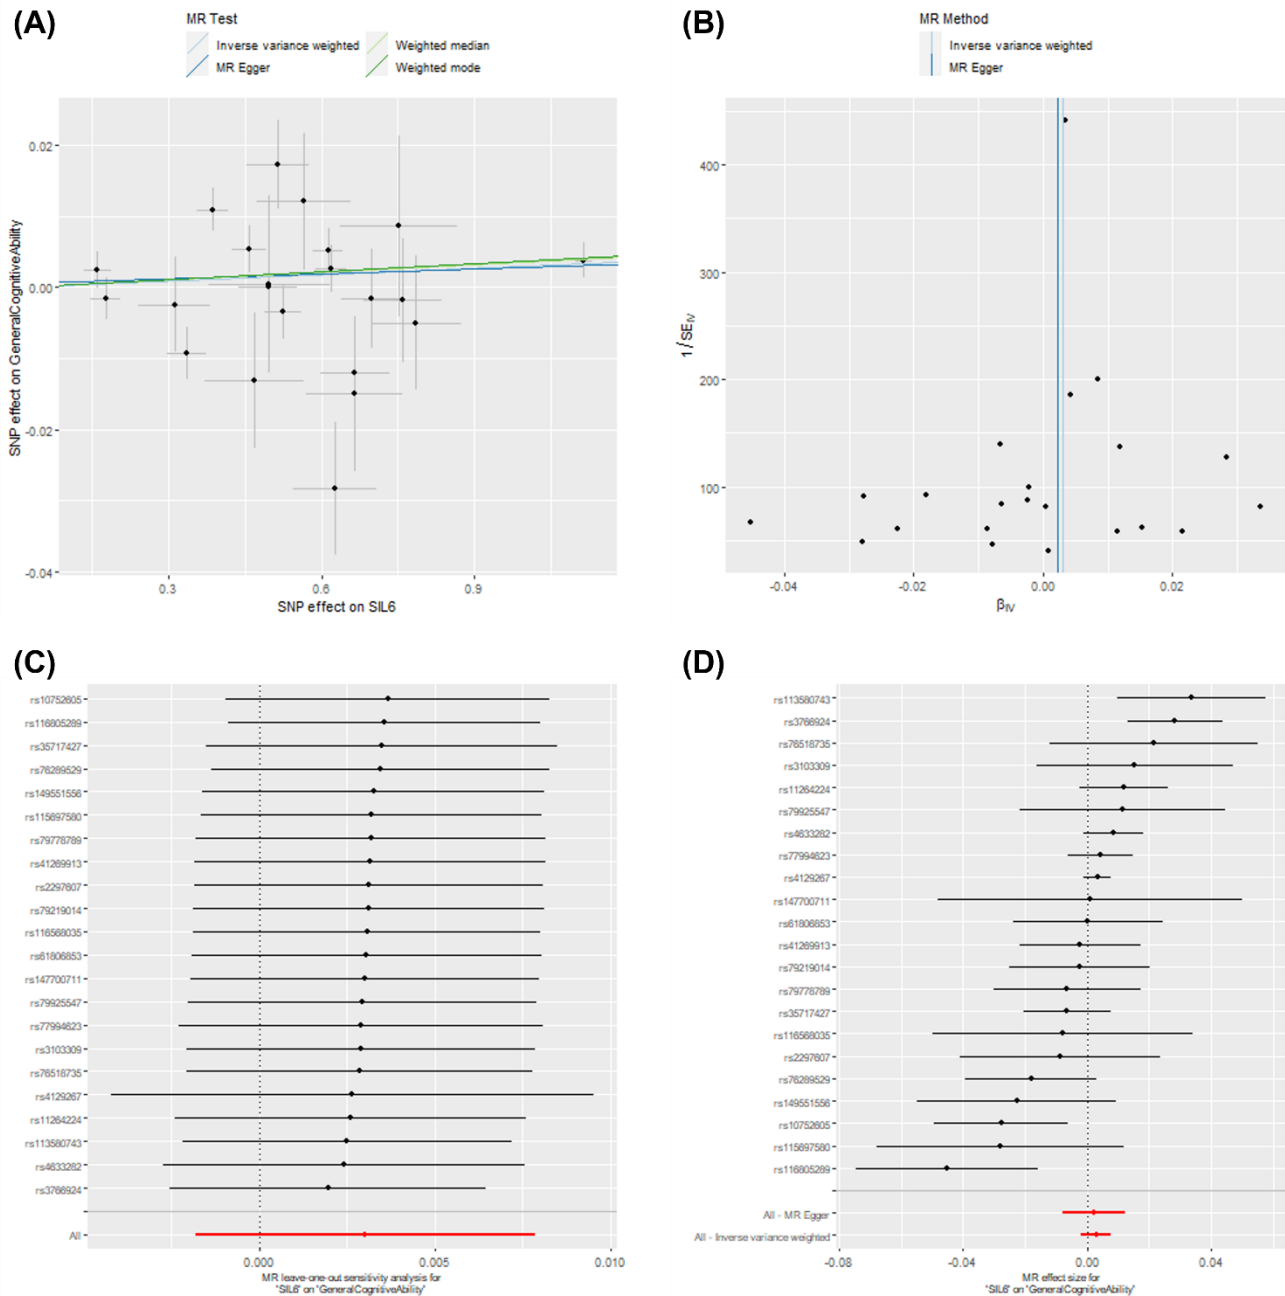 (A)
MR Test
Inverse variance weighted
Weighted median
MR Egger
Weighted mode
SNP effect on GeneralCognitiveAbility
0.02
0.00
-0.02
-0.04
0.3
0.6
0.9
SNP effect on SIL6
(B)
MR Method
Inverse variance weighted
MR Egger
1 / SE_IV
400
300
200
100
-0.04
-0.02
0.00
0.02
β_IV
(C)
rs10752605
rs116805289
rs35717427
rs76289529
rs149551556
rs115697580
rs79778789
rs41269913
rs2297607
rs79219014
rs116568035
rs61806853
rs147700711
rs79925547
rs77994623
rs3103309
rs76518735
rs4129267
rs11264224
rs113580743
rs4633282
rs3766924
All
0.000
0.005
0.010
MR leave-one-out sensitivity analysis for
'SIL6' on 'GeneralCognitiveAbility'
(D)
rs113580743
rs3766924
rs76518735
rs3103309
rs11264224
rs79925547
rs4633282
rs77994623
rs4129267
rs147700711
rs61806853
rs41269913
rs79219014
rs79778789
rs35717427
rs116568035
rs2297607
rs76289529
rs149551556
rs10752605
rs115697580
rs116805289
All - MR Egger
All - Inverse variance weighted
-0.08
-0.04
0.00
0.04
MR effect size for
'SIL6' on 'GeneralCognitiveAbility'